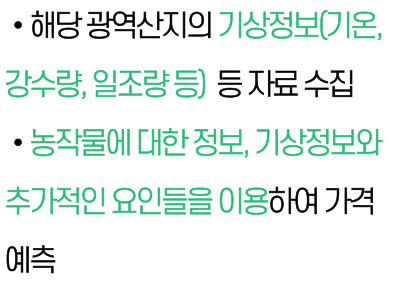 • 해당 광역산지의 기상정보(기온,
강수량, 일조량 등) 등 자료 수집
• 농작물에 대한 정보, 기상정보와
추가적인 요인들을 이용하여 가격
예측